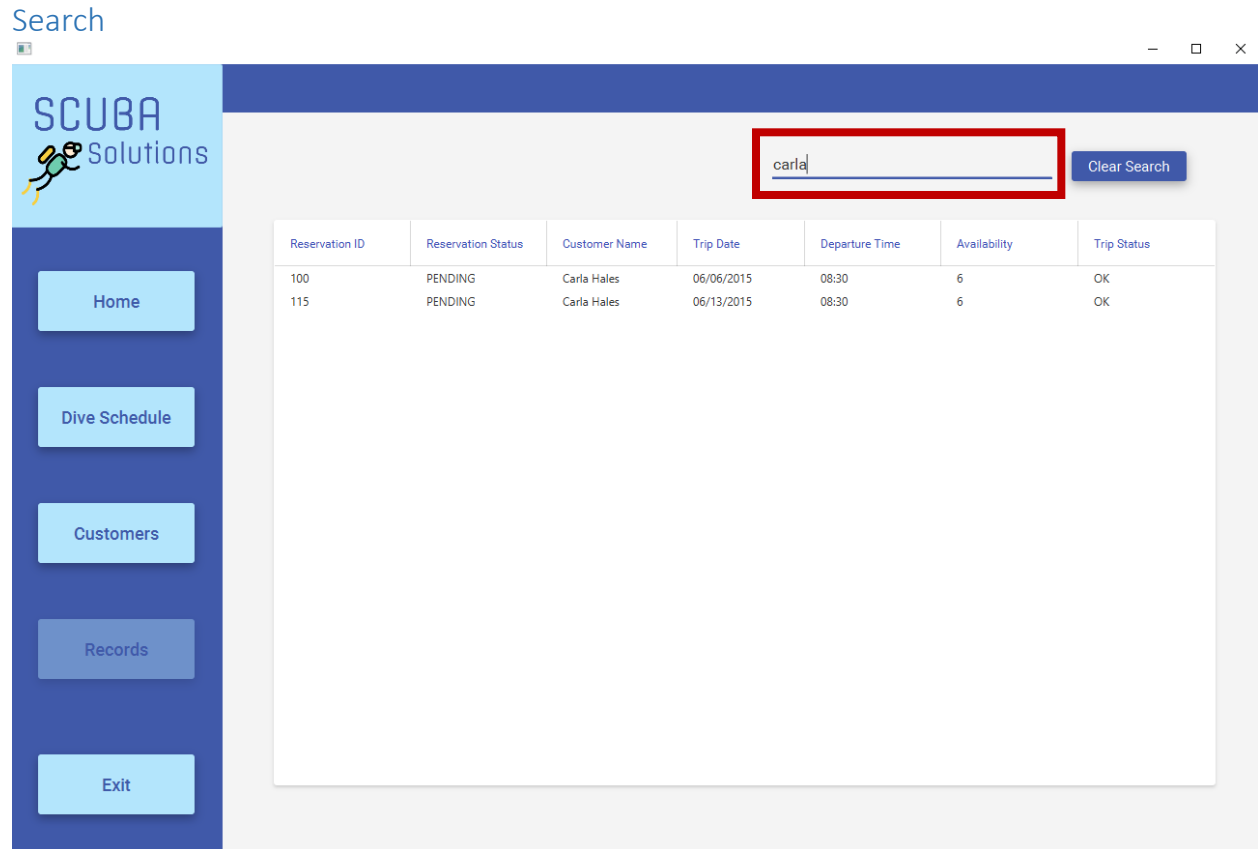 Search
SCUBA
Solutions
carla
Clear Search
Home
Dive Schedule
Customers
Records
Exit
Reservation ID Reservation Status Customer Name Trip Date Departure Time Availability Trip Status
100 PENDING Carla Hales 06/06/2015 08:30 6 OK
115 PENDING Carla Hales 06/13/2015 08:30 6 OK